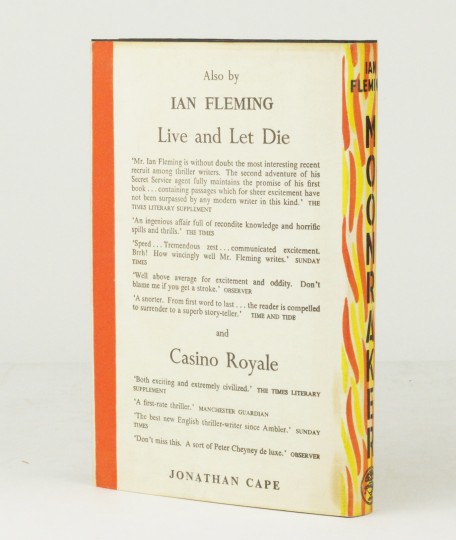 Also by
IAN FLEMING
Live and Let Die
'Mr. Ian Fleming is without doubt the most interesting recent
recruit among thriller writers. The second adventure of his
Secret Service agent fully maintains the promise of his first
book . . . containing passages which for sheer excitement have
not been surpassed by any modern writer in this kind.' THE
TIMES LITERARY SUPPLEMENT
'An ingenious affair full of recondite knowledge and horrific
spills and thrills.' THE TIMES
'Speed . . . Tremendous zest . . . communicated excitement.
Brrh! How wincingly well Mr. Fleming writes.' SUNDAY
TIMES
'Well above average for excitement and oddity. Don't
blame me if you get a stroke.' OBSERVER
'A snorter. From first word to last . . . the reader is compelled
to surrender to a superb story-teller.' TIME AND TIDE
and
Casino Royale
'Both exciting and extremely civilized.' THE TIMES LITERARY
SUPPLEMENT
'A first-rate thriller.' MANCHESTER GUARDIAN
'The best new English thriller-writer since Ambler.' SUNDAY
TIMES
'Don't miss this. A sort of Peter Cheyney de luxe.' OBSERVER
JONATHAN CAPE
IAN
FLEMING
MOONRAKER